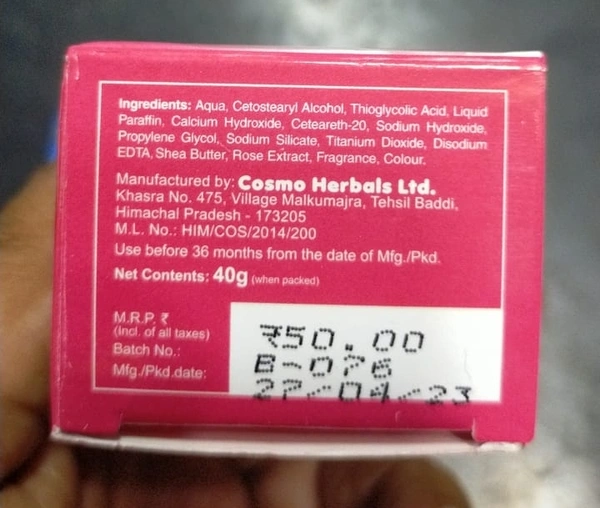 Ingredients: Aqua, Cetostearyl Alcohol, Thioglycolic Acid, Liquid
Paraffin, Calcium Hydroxide, Ceteareth-20, Sodium Hydroxide,
Propylene Glycol, Sodium Silicate, Titanium Dioxide, Disodium
EDTA, Shea Butter, Rose Extract, Fragrance, Colour.
Manufactured by: Cosmo Herbals Ltd.
Khasra No. 475, Village Malkumajra, Tehsil Baddi,
Himachal Pradesh - 173205
M.L. No.: HIM/COS/2014/200
Use before 36 months from the date of Mfg./Pkd.
Net Contents: 40g (when packed)
M.R.P. ₹
(Incl. of all taxes) ₹50.00
Batch No.: B-076
Mfg./Pkd.date: 22/04/23